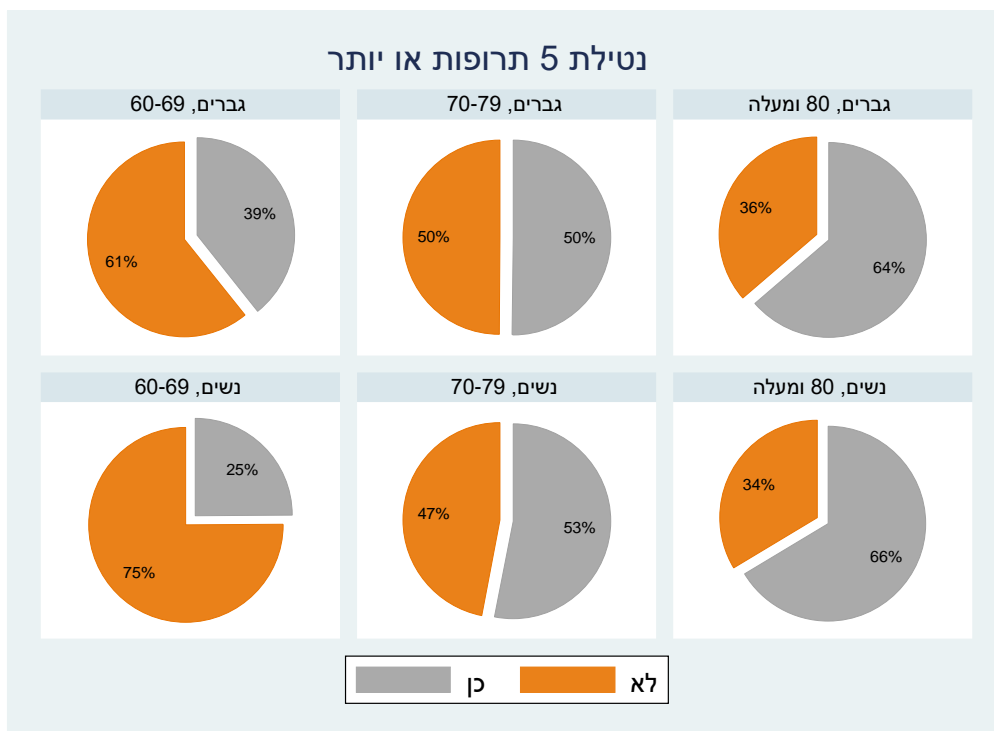 נטילת 5 תרופות או יותר
גברים, 60-69
גברים, 70-79
גברים, 80 ומעלה
39%
61%
50%
50%
36%
64%
נשים, 60-69
נשים, 70-79
נשים, 80 ומעלה
25%
75%
47%
53%
34%
66%
כן
לא